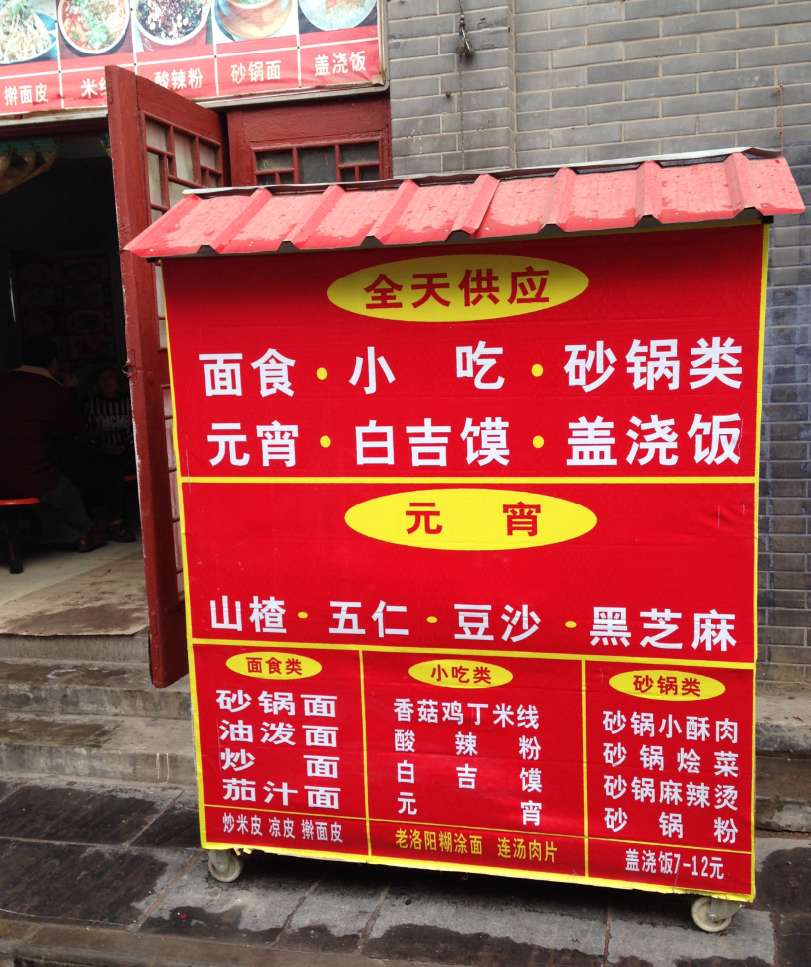 擀面皮 米线 酸辣粉 砂锅面 盖浇饭
全天供应
面食·小吃·砂锅类
元宵·白吉馍·盖浇饭
元宵
山楂·五仁·豆沙·黑芝麻
面食类
砂锅面
油泼面
炒面
茄汁面
炒米皮 凉皮 擀面皮
小吃类
香菇鸡丁米线
酸辣粉
白吉馍
元宵
老洛阳糊涂面 连汤肉片
砂锅类
砂锅小酥肉
砂锅烩菜
砂锅麻辣烫
砂锅粉
盖浇饭7-12元